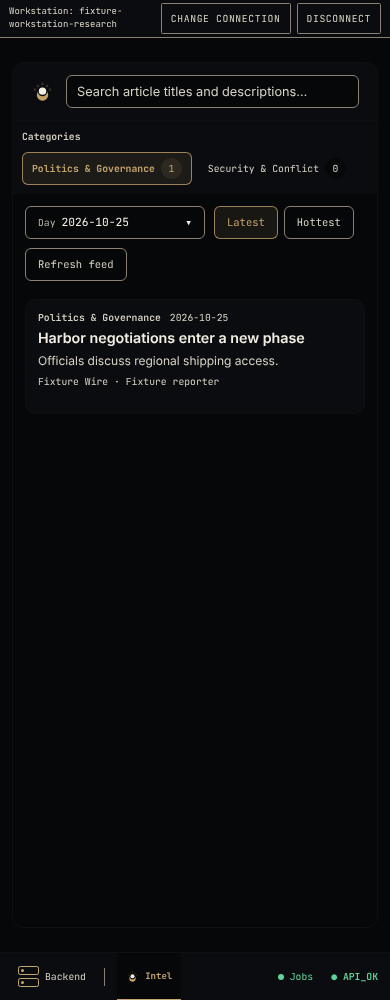 Workstation: fixture-
workstation-research
CHANGE CONNECTION
DISCONNECT
Search article titles and descriptions...
Categories
Politics & Governance 1
Security & Conflict 0
Day 2026-10-25
Latest
Hottest
Refresh feed
Politics & Governance 2026-10-25
Harbor negotiations enter a new phase
Officials discuss regional shipping access.
Fixture Wire · Fixture reporter
Backend
Intel
Jobs
API_OK